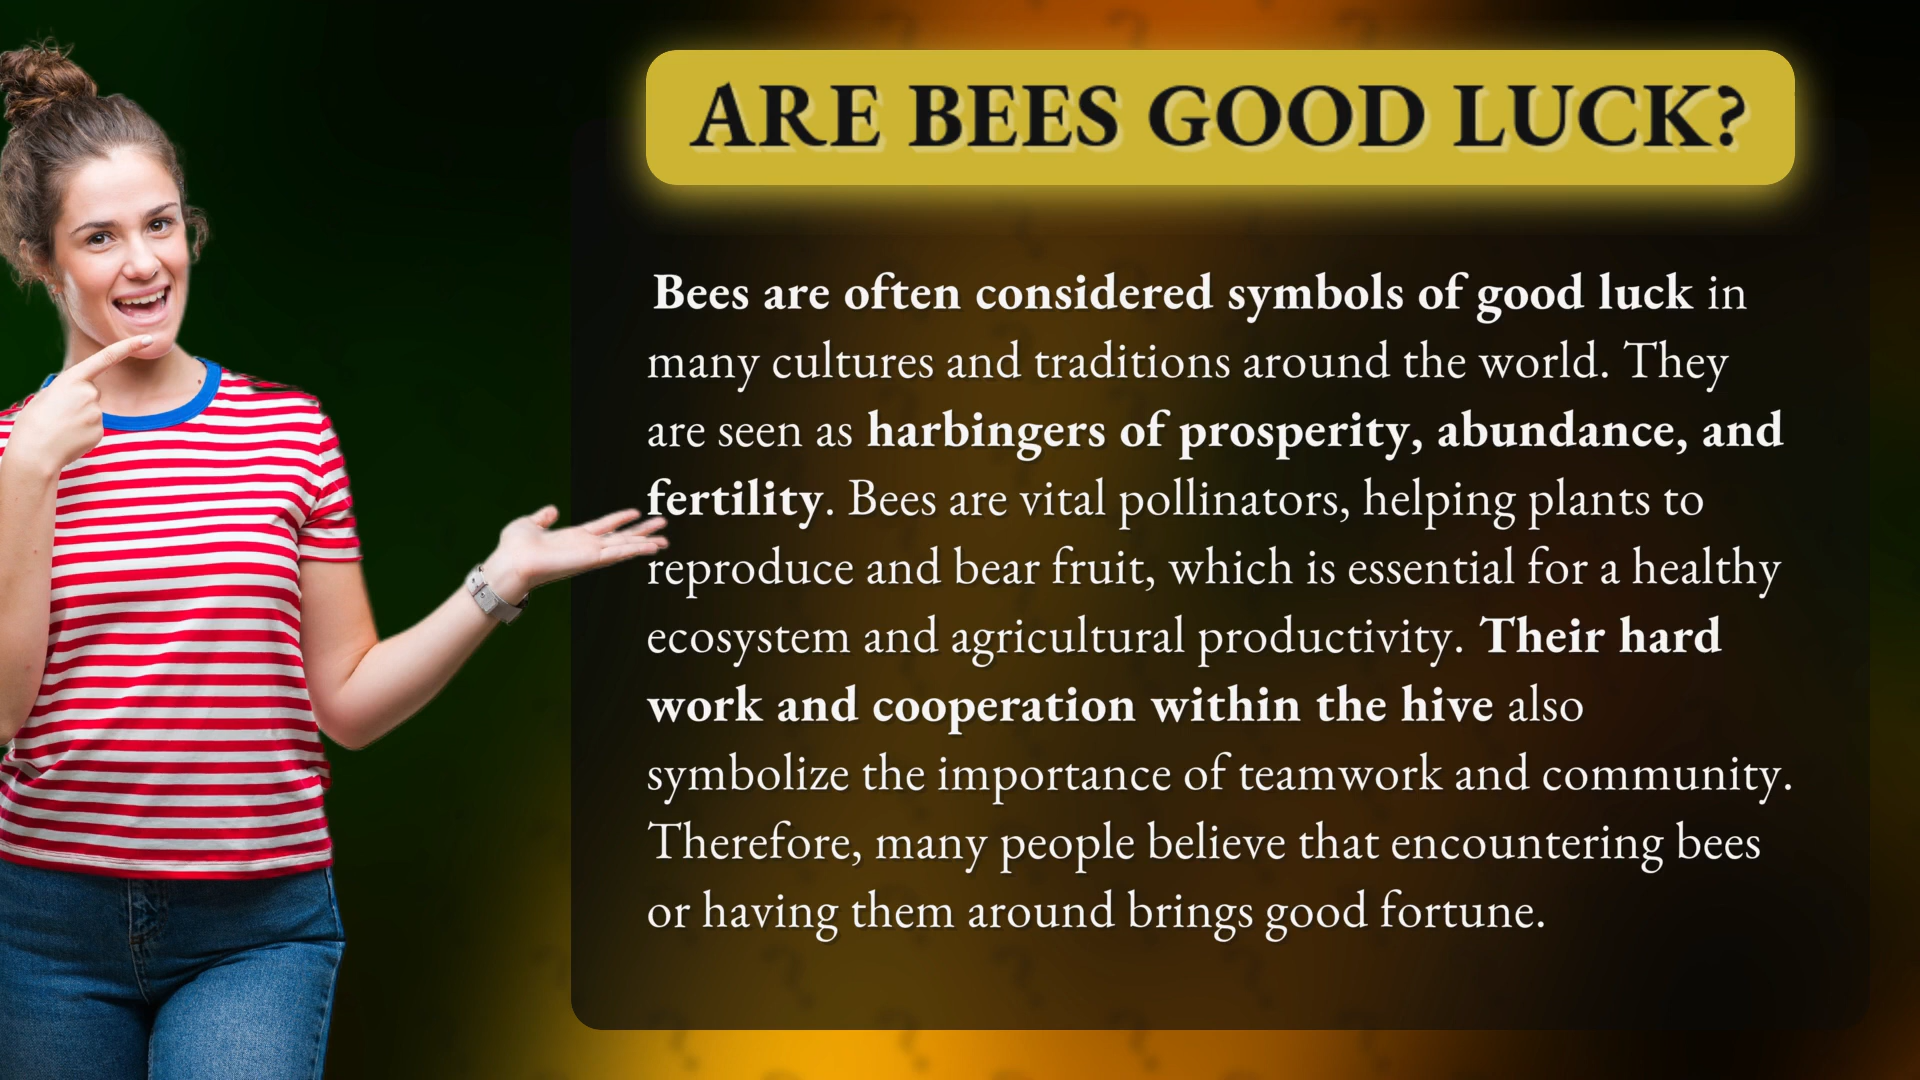 ARE BEES GOOD LUCK?
Bees are often considered symbols of good luck in
many cultures and traditions around the world. They
are seen as harbingers of prosperity, abundance, and
fertility. Bees are vital pollinators, helping plants to
reproduce and bear fruit, which is essential for a healthy
ecosystem and agricultural productivity. Their hard
work and cooperation within the hive also
symbolize the importance of teamwork and community.
Therefore, many people believe that encountering bees
or having them around brings good fortune.